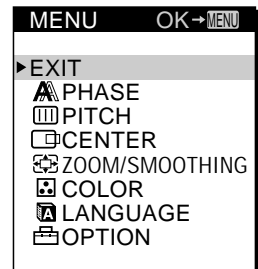 MENU OK→MENU
▶EXIT
PHASE
PITCH
CENTER
ZOOM/SMOOTHING
COLOR
LANGUAGE
OPTION